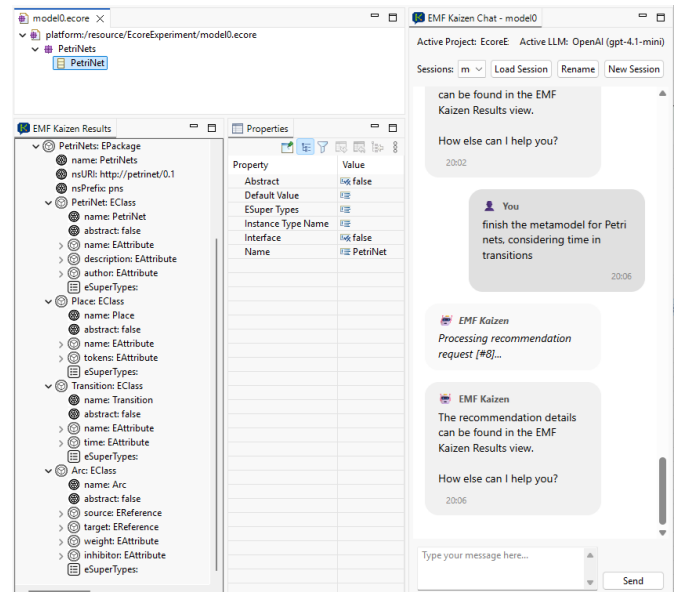 model0.ecore
platform:/resource/EcoreExperiment/model0.ecore
PetriNets
PetriNet
EMF Kaizen Results
PetriNets: EPackage
name: PetriNets
nsURI: http://petrinet/0.1
nsPrefix: pns
PetriNet: EClass
name: PetriNet
abstract: false
name: EAttribute
description: EAttribute
author: EAttribute
eSuperTypes:
Place: EClass
name: Place
abstract: false
name: EAttribute
tokens: EAttribute
eSuperTypes:
Transition: EClass
name: Transition
abstract: false
name: EAttribute
time: EAttribute
eSuperTypes:
Arc: EClass
name: Arc
abstract: false
source: EReference
target: EReference
weight: EAttribute
inhibitor: EAttribute
eSuperTypes:
Properties
Property Value
Abstract false
Default Value
ESuper Types
Instance Type Name
Interface false
Name PetriNet
EMF Kaizen Chat - model0
Active Project: EcoreE Active LLM: OpenAI (gpt-4.1-mini)
Sessions: m Load Session Rename New Session
can be found in the EMF
Kaizen Results view.
How else can I help you?
20:02
You
finish the metamodel for Petri
nets, considering time in
transitions
20:06
EMF Kaizen
Processing recommendation
request [#8]...
EMF Kaizen
The recommendation details
can be found in the EMF
Kaizen Results view.
How else can I help you?
20:06
Type your message here...
Send